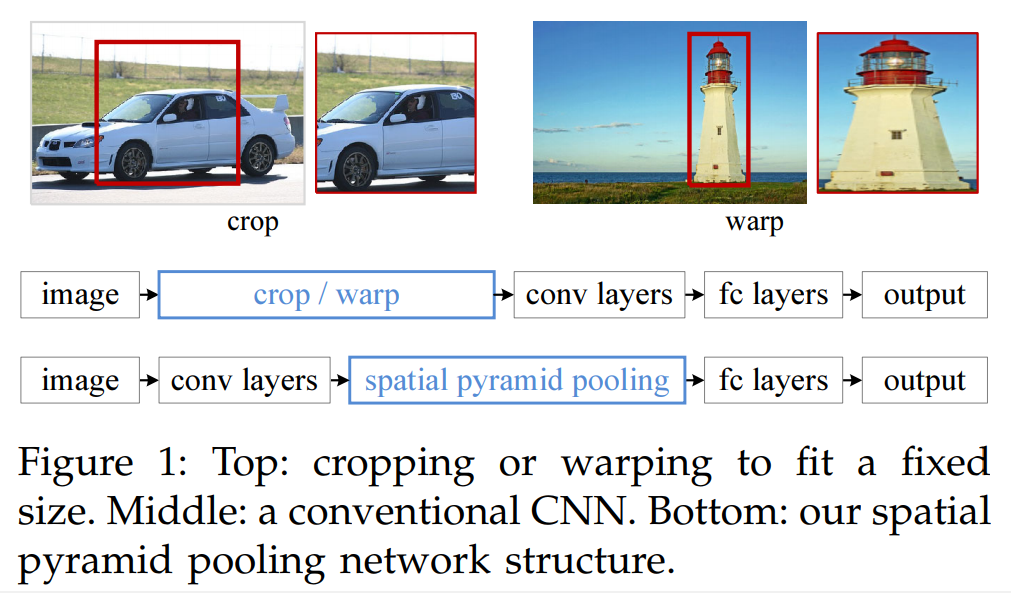 crop
warp
image
crop / warp
conv layers
fc layers
output
image
conv layers
spatial pyramid pooling
fc layers
output
Figure 1: Top: cropping or warping to fit a fixed
size. Middle: a conventional CNN. Bottom: our spatial
pyramid pooling network structure.